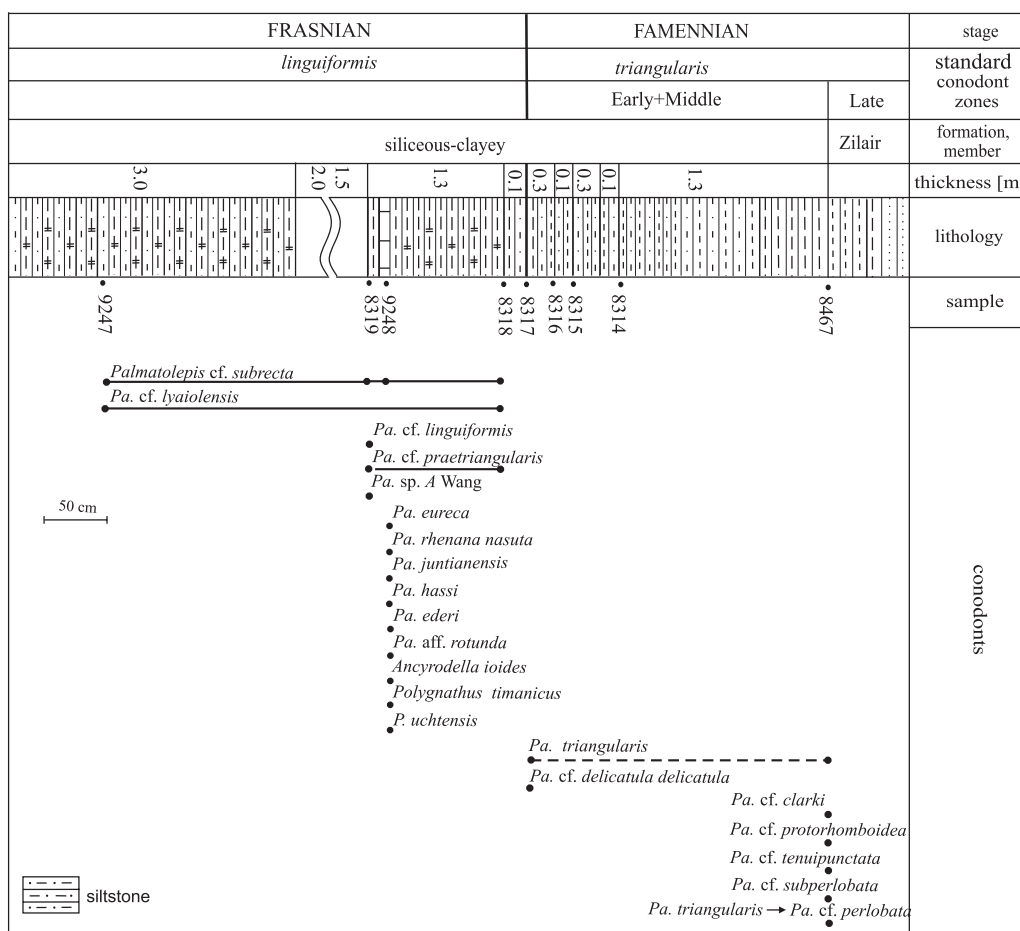 FRASNIAN FAMENNIAN stage
linguiformis triangularis standard
conodont
zones
Early+Middle Late
siliceous-clayey Zilair formation,
member
3.0 2.0 1.5 1.3 0.1 0.3 0.1 0.3 0.1 1.3 thickness [m
lithology
9247 8319 9248 8318 8317 8316 8315 8314 8467 sample
Palmatolepis cf. subrecta
Pa. cf. lyaiolensis
Pa. cf. linguiformis
Pa. cf. praetriangularis
Pa. sp. A Wang
50 cm
Pa. eureca
Pa. rhenana nasuta
Pa. juntianensis
Pa. hassi
Pa. ederi
Pa. aff. rotunda
Ancyrodella ioides
Polygnathus timanicus
P. uchtensis
conodonts
Pa. triangularis
Pa. cf. delicatula delicatula
Pa. cf. clarki
Pa. cf. protorhomboidea
Pa. cf. tenuipunctata
Pa. cf. subperlobata
Pa. triangularis → Pa. cf. perlobata
siltstone